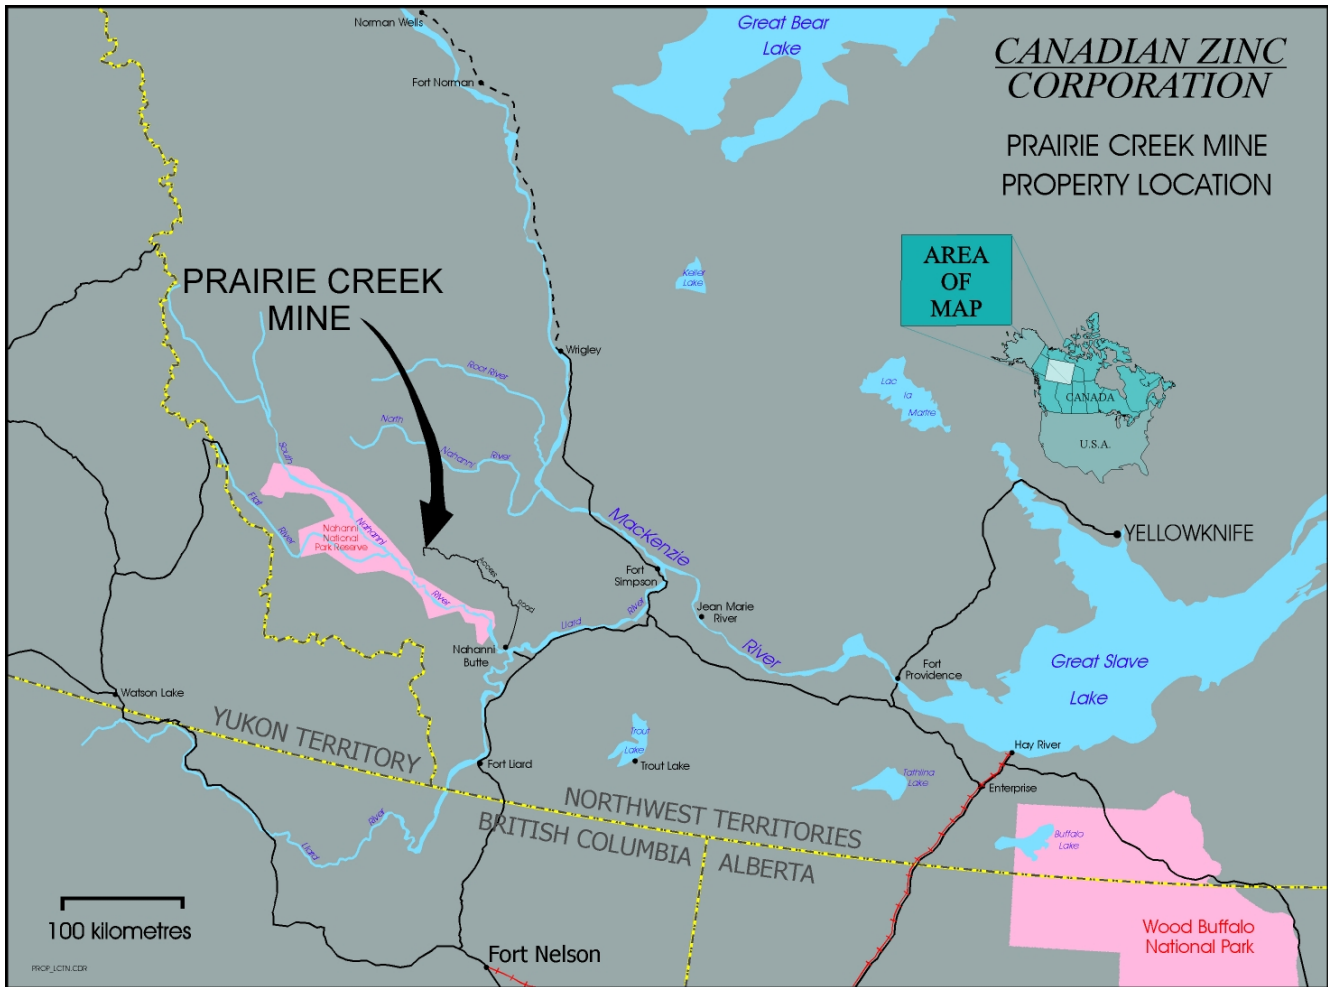 Norman Wells
Great Bear
Lake
CANADIAN ZINC
CORPORATION
Fort Norman
PRAIRIE CREEK MINE
PROPERTY LOCATION
AREA
OF
MAP
Keller
Lake
PRAIRIE CREEK
MINE
Wrigley
Root River
Lac
la
Martre
CANADA
U.S.A.
North
Nahanni
River
South
Nahanni
River
Flat
River
Nahanni
National
Park Reserve
MacKenzie
River
YELLOWKNIFE
Access
Road
Fort
Simpson
Jean Marie
River
Liard
River
Nahanni
Butte
Great Slave
Lake
Fort
Providence
Watson Lake
YUKON TERRITORY
Trout
Lake
Trout Lake
Hay River
Fort Liard
Tathlina
Lake
Enterprise
NORTHWEST TERRITORIES
BRITISH COLUMBIA
ALBERTA
Liard
River
Buffalo
Lake
100 kilometres
Wood Buffalo
National Park
Fort Nelson
PROP_LCTN.CDR